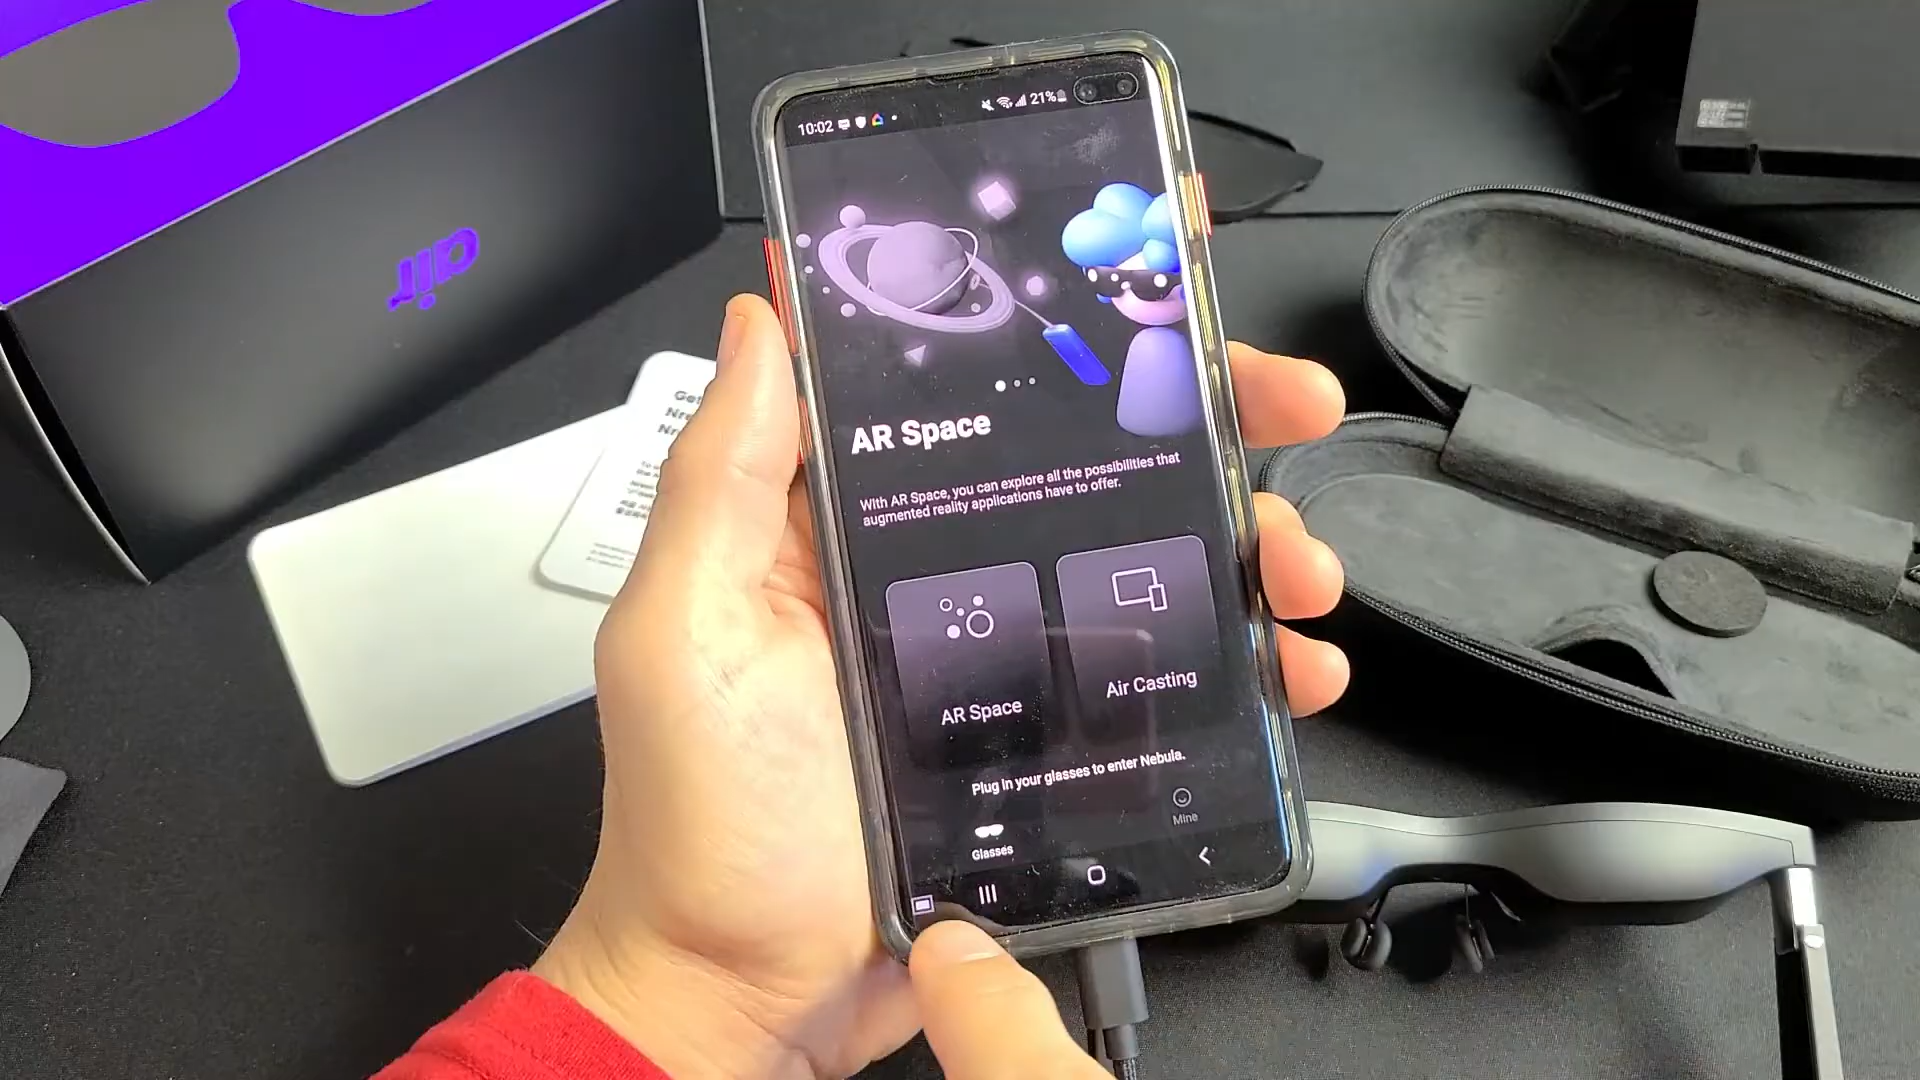 air
Get
10:02
21%
AR Space
With AR Space, you can explore all the possibilities that
augmented reality applications have to offer.
AR Space
Air Casting
Plug in your glasses to enter Nebula.
Glasses
Mine